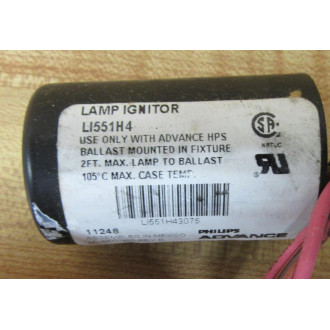 LAMP IGNITOR
LI551H4
USE ONLY WITH ADVANCE HPS
BALLAST MOUNTED IN FIXTURE
2FT. MAX. LAMP TO BALLAST
105°C MAX. CASE TEMP.
LI551H43076
11248
PHILIPS
ADVANCE